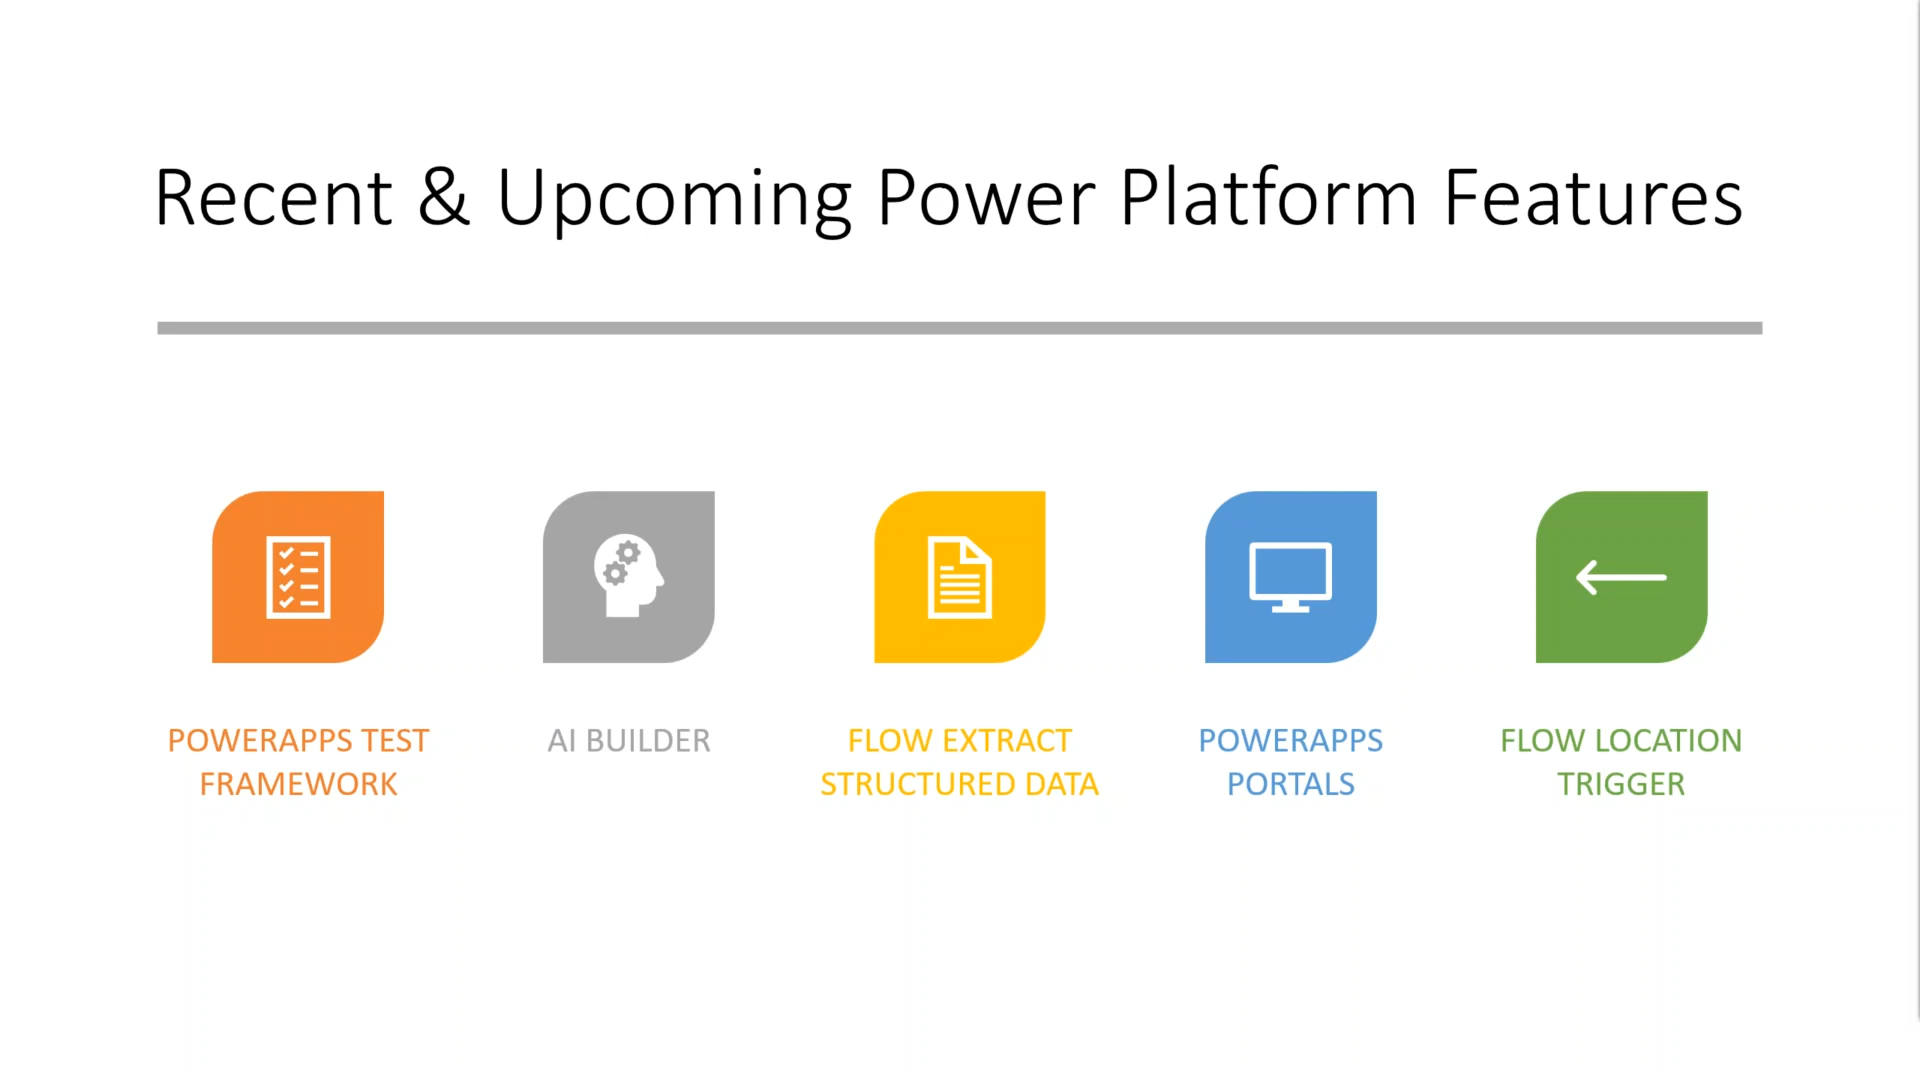 Recent & Upcoming Power Platform Features
POWERAPPS TEST
FRAMEWORK
AI BUILDER
FLOW EXTRACT
STRUCTURED DATA
POWERAPPS
PORTALS
FLOW LOCATION
TRIGGER